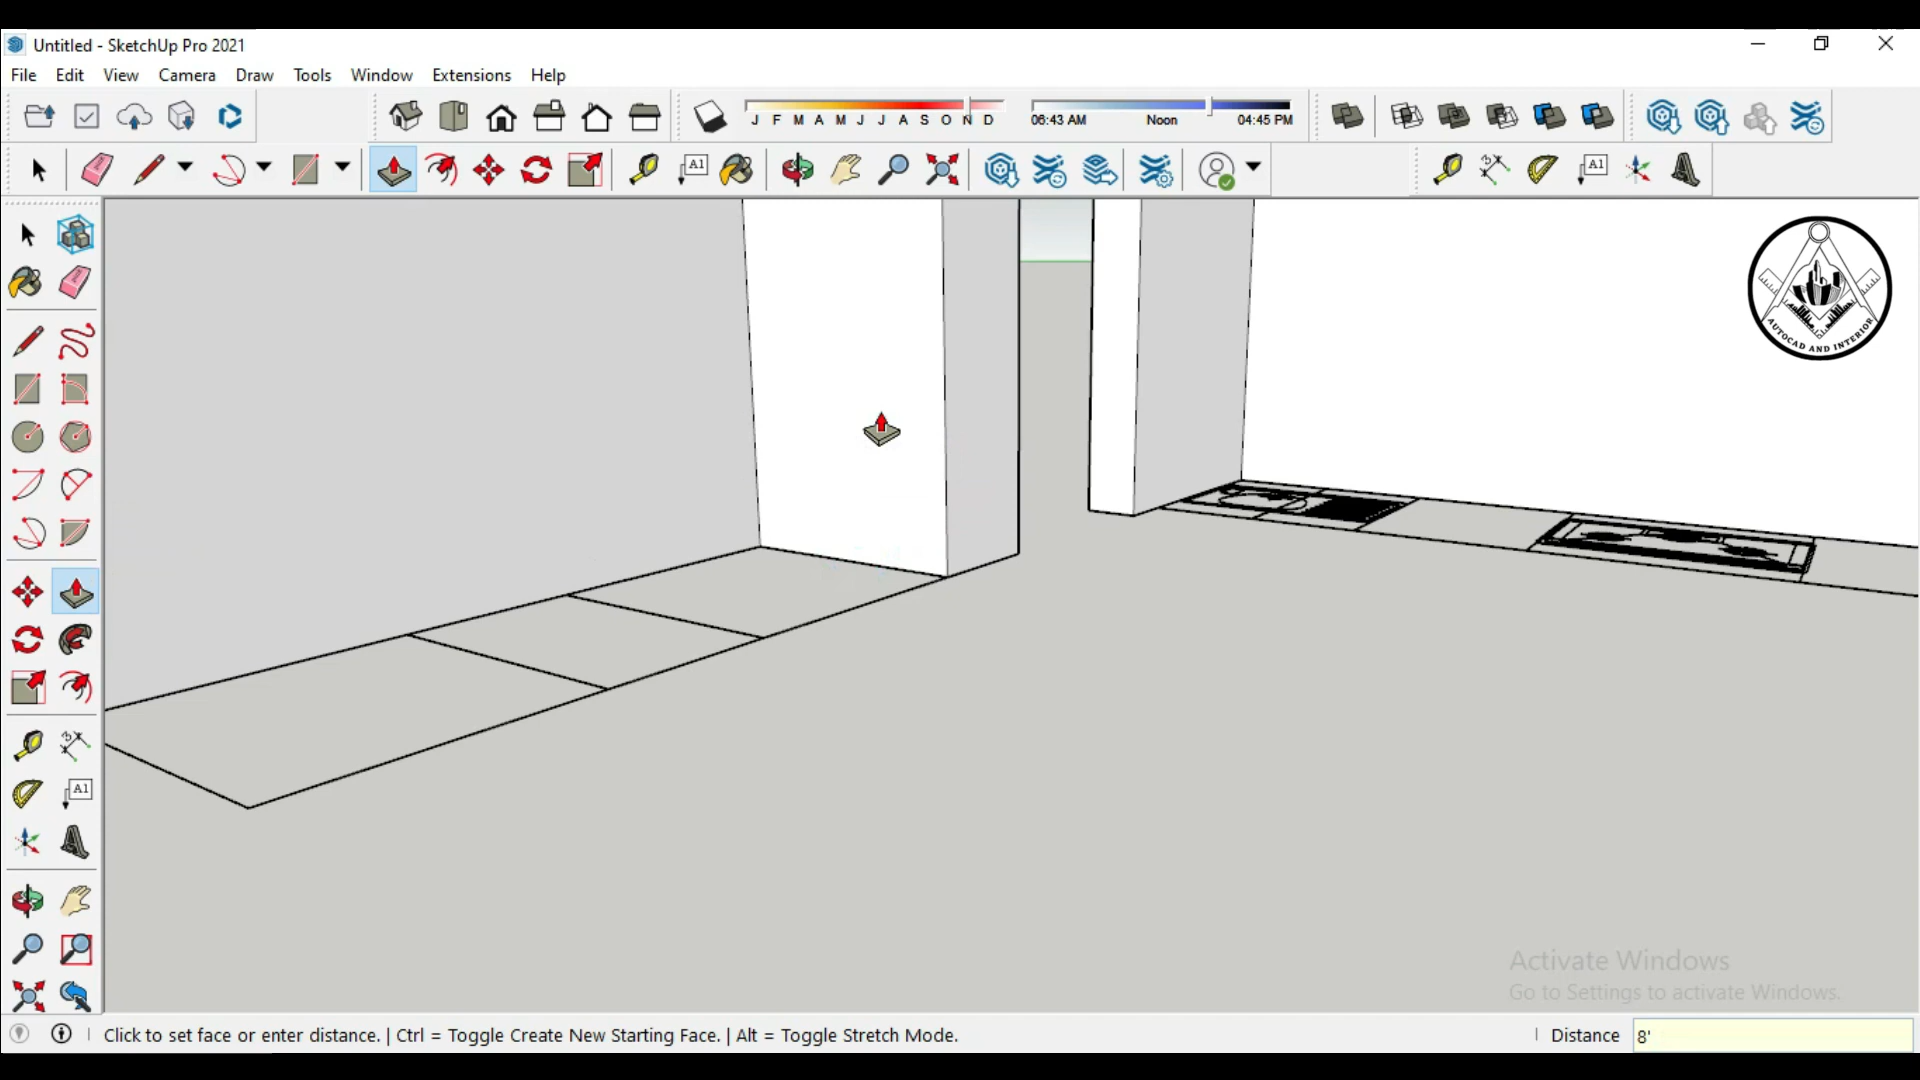 Untitled - SketchUp Pro 2021
File Edit View Camera Draw Tools Window Extensions Help
J F M A M J J A S O N D 06:43 AM Noon 04:45 PM
A1 A1
AUTOCAD AND INTERIOR
A1
Activate Windows
Go to Settings to activate Windows.
Click to set face or enter distance. | Ctrl = Toggle Create New Starting Face. | Alt = Toggle Stretch Mode. Distance 8'